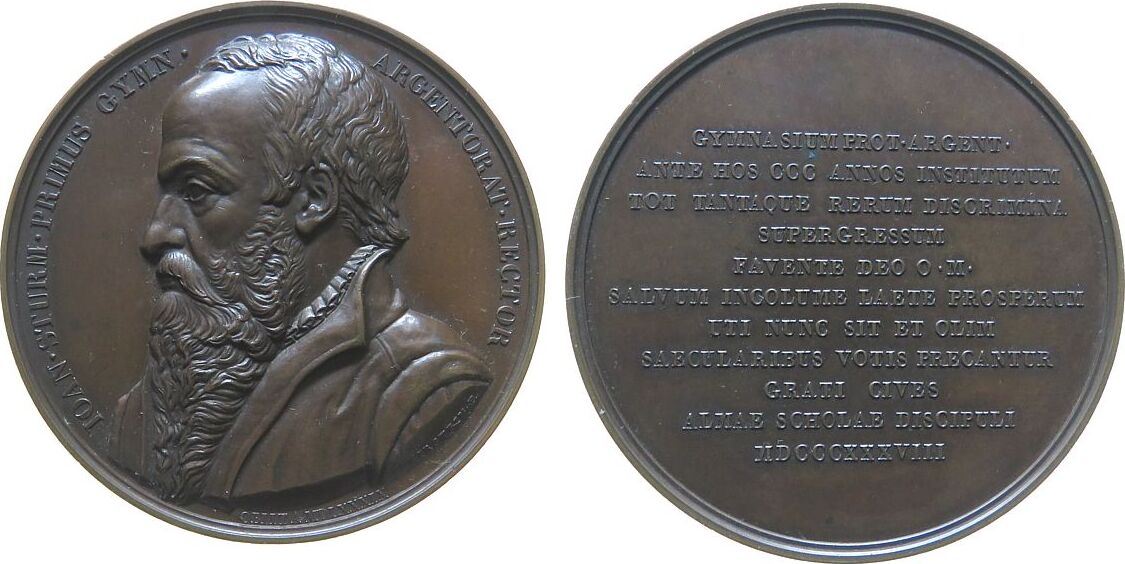 IOAN · STURM · PRIMUS GYMN · ARGENTORAT · RECTOR
OBIIT A
GYMNASIUM PROT · ARGENT ·
ANTE HOS CCC ANNOS INSTITUTUM
TOT TANTAQUE RERUM DISCRIMINA
SUPERGRESSUM
FAVENTE DEO O · M ·
SALVUM INCOLUME LAETE PROSPERUM
UTI NUNC SIT ET OLIM
SAECULARIBUS VOTIS PRECANTUR
GRATI CIVES
ALMAE SCHOLAE DISCIPULI
MDCCCXXXVIII